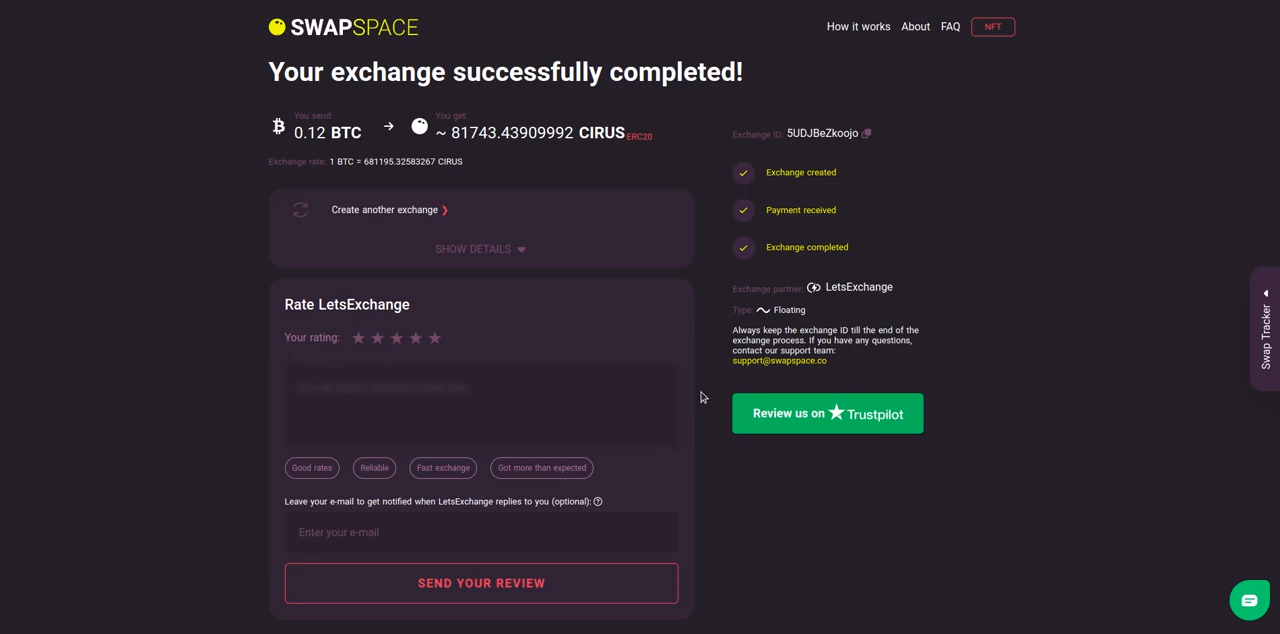 SWAPSPACE
How it works About FAQ NFT
Your exchange successfully completed!
You send:
0.12 BTC
You get:
~ 81743.43909992 CIRUS ERC20
Exchange rate: 1 BTC = 681195.32583267 CIRUS
Create another exchange ❯
SHOW DETAILS
Rate LetsExchange
Your rating:
Good rates Reliable Fast exchange Got more than expected
Leave your e-mail to get notified when LetsExchange replies to you (optional):
Enter your e-mail
SEND YOUR REVIEW
Exchange ID: 5UDJBeZkoojo
Exchange created
Payment received
Exchange completed
Exchange partner: LetsExchange
Type: Floating
Always keep the exchange ID till the end of the
exchange process. If you have any questions,
contact our support team:
support@swapspace.co
Review us on Trustpilot
Swap Tracker